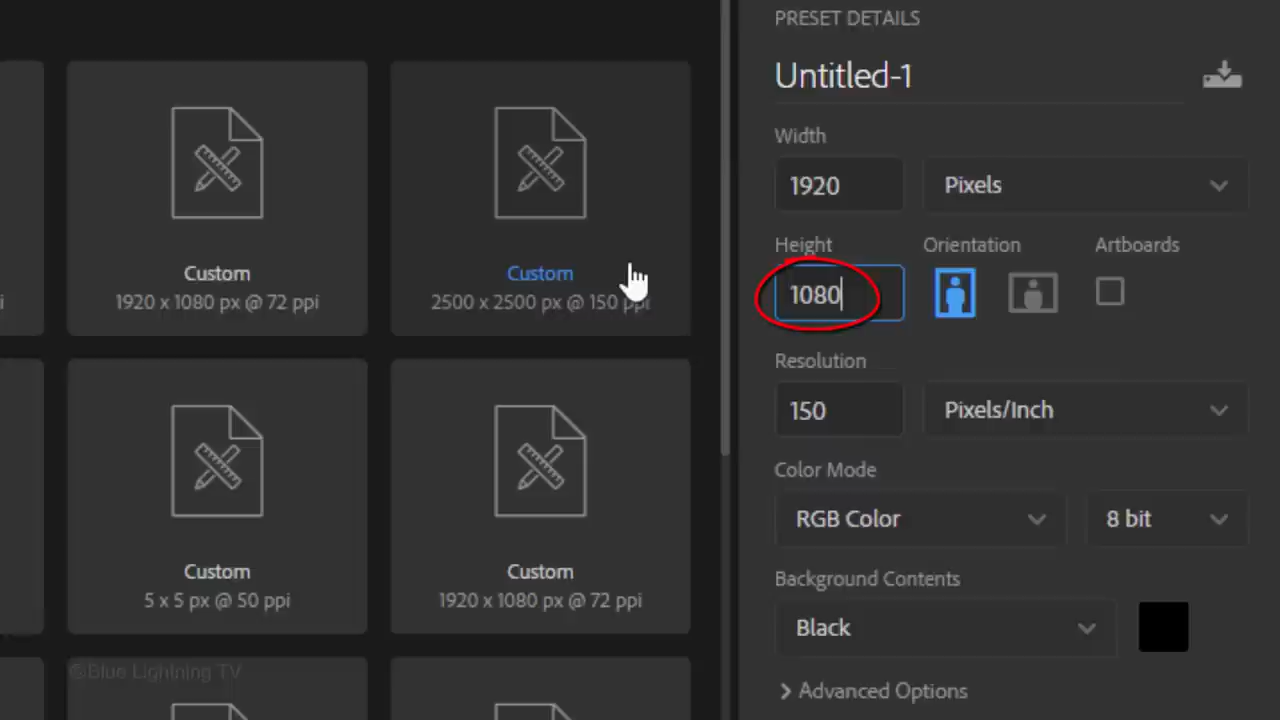 i
Custom
1920 x 1080 px @ 72 ppi
Custom
2500 x 2500 px @ 150 ppi
Custom
5 x 5 px @ 50 ppi
Custom
1920 x 1080 px @ 72 ppi
©Blue Lightning TV
PRESET DETAILS
Untitled-1
Width
1920 Pixels
Height Orientation Artboards
1080
Resolution
150 Pixels/Inch
Color Mode
RGB Color 8 bit
Background Contents
Black
Advanced Options